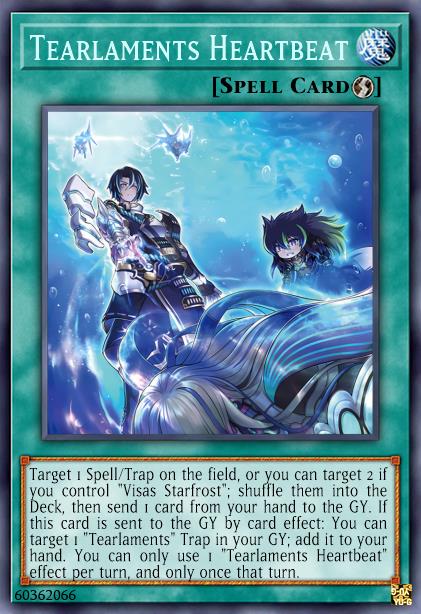 Tearlaments Heartbeat
魔
[Spell Card]
Target 1 Spell/Trap on the field, or you can target 2 if
you control "Visas Starfrost"; shuffle them into the
Deck, then send 1 card from your hand to the GY. If
this card is sent to the GY by card effect: You can
target 1 "Tearlaments" Trap in your GY; add it to your
hand. You can only use 1 "Tearlaments Heartbeat"
effect per turn, and only once that turn.
60362066